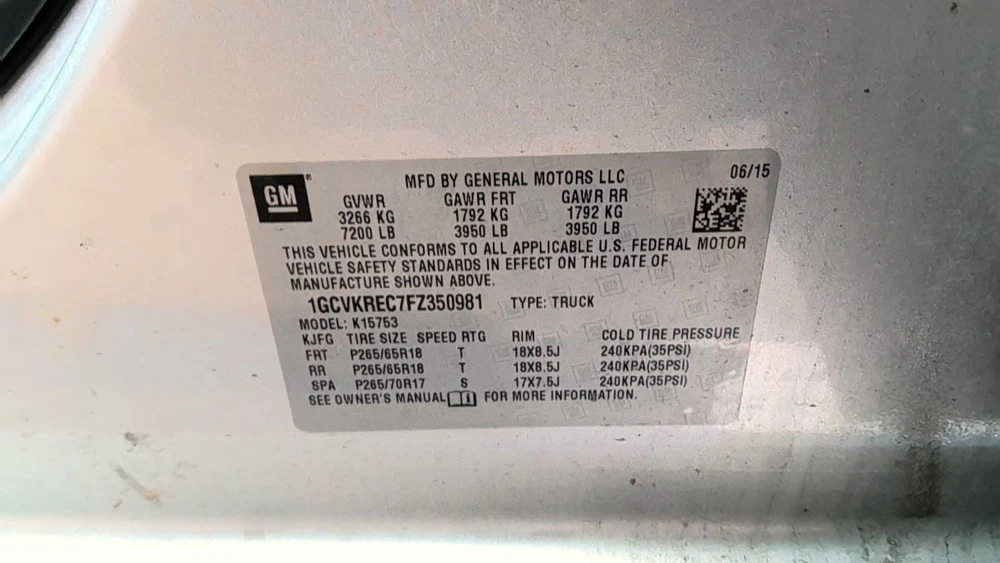 GM
MFD BY GENERAL MOTORS LLC 06/15
GVWR GAWR FRT GAWR RR
3266 KG 1792 KG 1792 KG
7200 LB 3950 LB 3950 LB
THIS VEHICLE CONFORMS TO ALL APPLICABLE U.S. FEDERAL MOTOR
VEHICLE SAFETY STANDARDS IN EFFECT ON THE DATE OF
MANUFACTURE SHOWN ABOVE.
1GCVKREC7FZ350981 TYPE: TRUCK
MODEL: K15753
KJFG TIRE SIZE SPEED RTG RIM COLD TIRE PRESSURE
FRT P265/65R18 T 18X8.5J 240KPA(35PSI)
RR P265/65R18 T 18X8.5J 240KPA(35PSI)
SPA P265/70R17 S 17X7.5J 240KPA(35PSI)
SEE OWNER'S MANUAL FOR MORE INFORMATION.